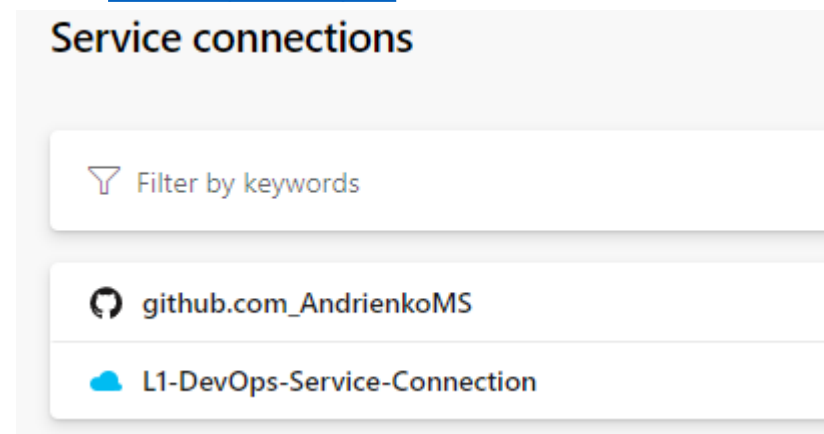 Service connections
Filter by keywords
github.com_AndrienkoMS
L1-DevOps-Service-Connection